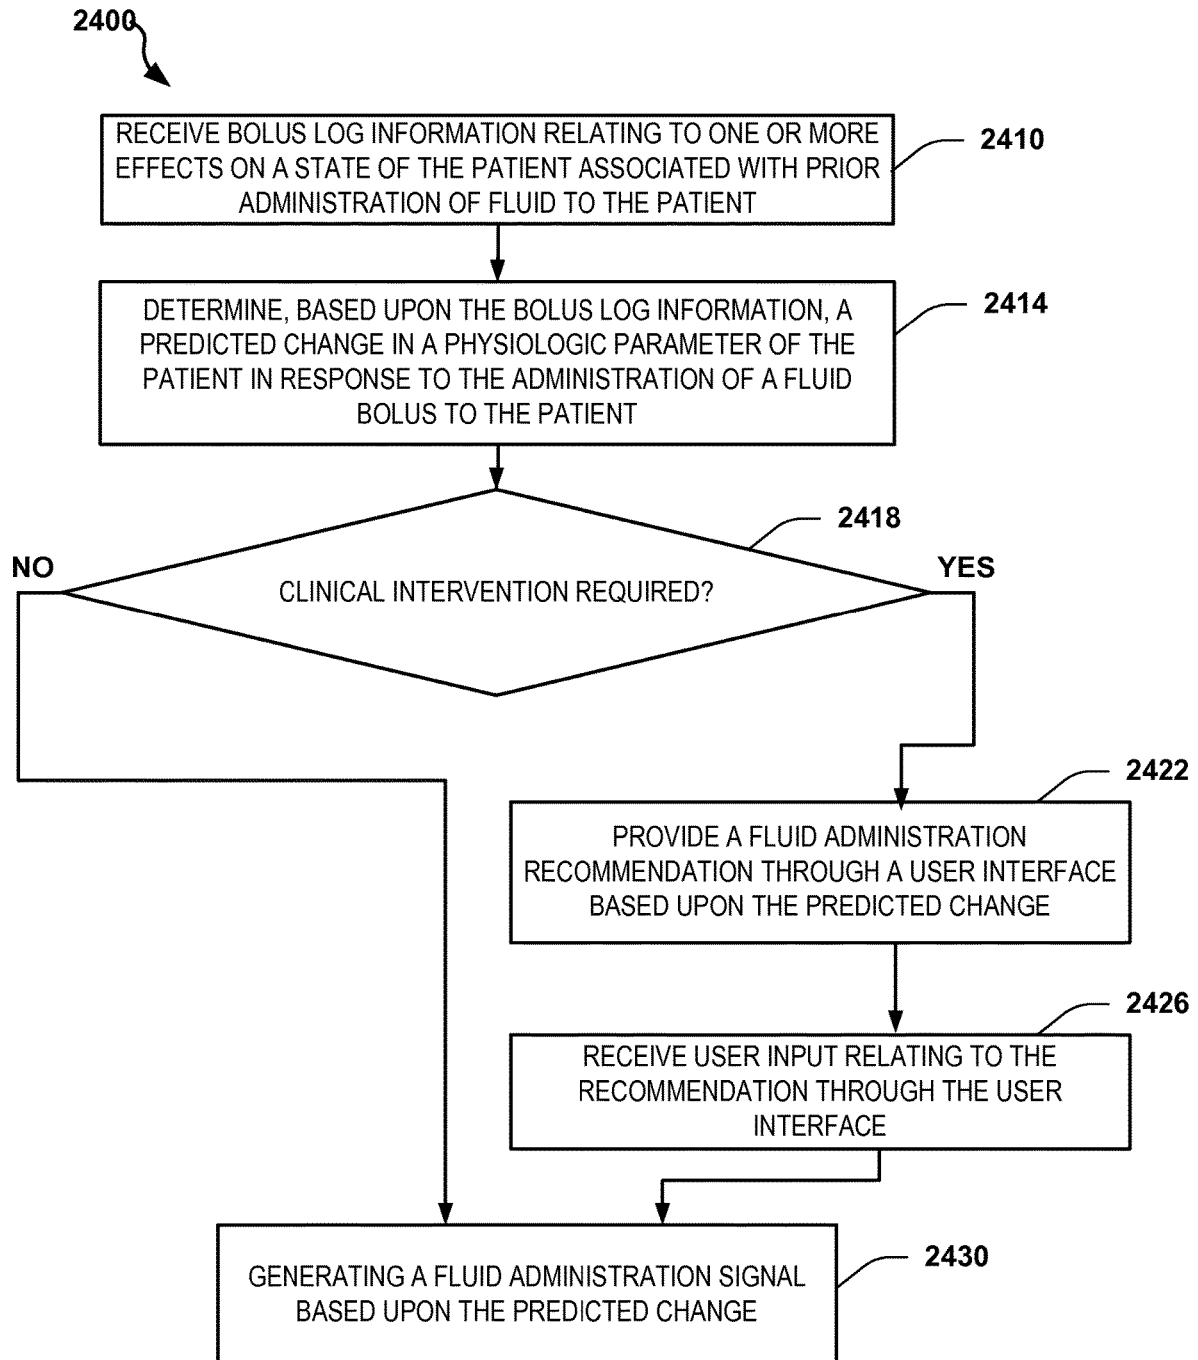 2400
RECEIVE BOLUS LOG INFORMATION RELATING TO ONE OR MORE
EFFECTS ON A STATE OF THE PATIENT ASSOCIATED WITH PRIOR
ADMINISTRATION OF FLUID TO THE PATIENT
2410
DETERMINE, BASED UPON THE BOLUS LOG INFORMATION, A
PREDICTED CHANGE IN A PHYSIOLOGIC PARAMETER OF THE
PATIENT IN RESPONSE TO THE ADMINISTRATION OF A FLUID
BOLUS TO THE PATIENT
2414
2418
NO
CLINICAL INTERVENTION REQUIRED?
YES
2422
PROVIDE A FLUID ADMINISTRATION
RECOMMENDATION THROUGH A USER INTERFACE
BASED UPON THE PREDICTED CHANGE
2426
RECEIVE USER INPUT RELATING TO THE
RECOMMENDATION THROUGH THE USER
INTERFACE
GENERATING A FLUID ADMINISTRATION SIGNAL
BASED UPON THE PREDICTED CHANGE
2430